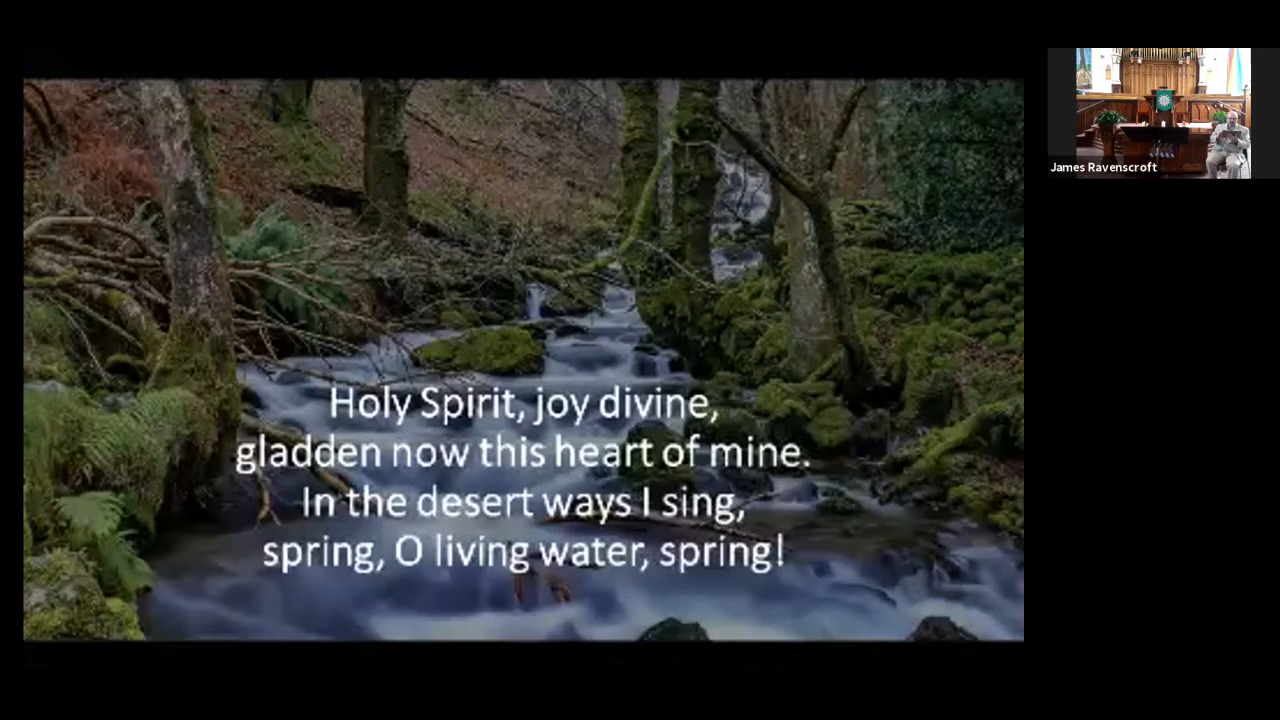 Holy Spirit, joy divine,
gladden now this heart of mine.
In the desert ways I sing,
spring, O living water, spring!
James Ravenscroft